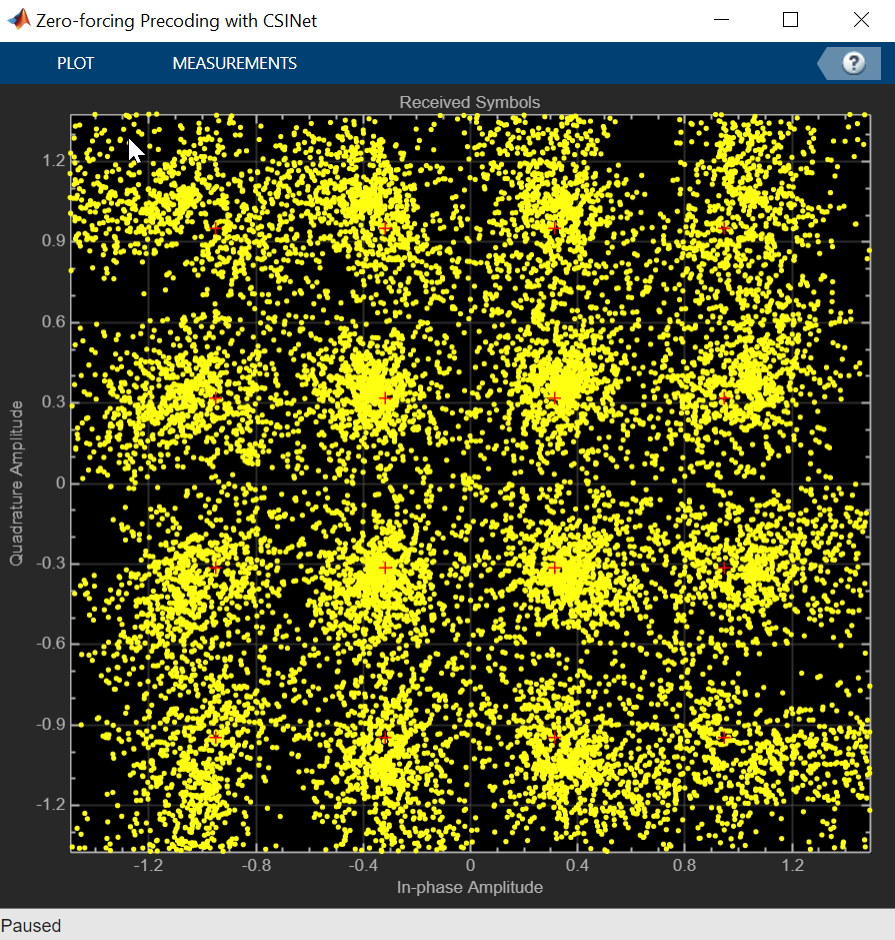 Zero-forcing Precoding with CSINet
PLOT MEASUREMENTS ?
Received Symbols
Quadrature Amplitude
1.2
0.9
0.6
0.3
0
-0.3
-0.6
-0.9
-1.2
-1.2 -0.8 -0.4 0 0.4 0.8 1.2
In-phase Amplitude
Paused